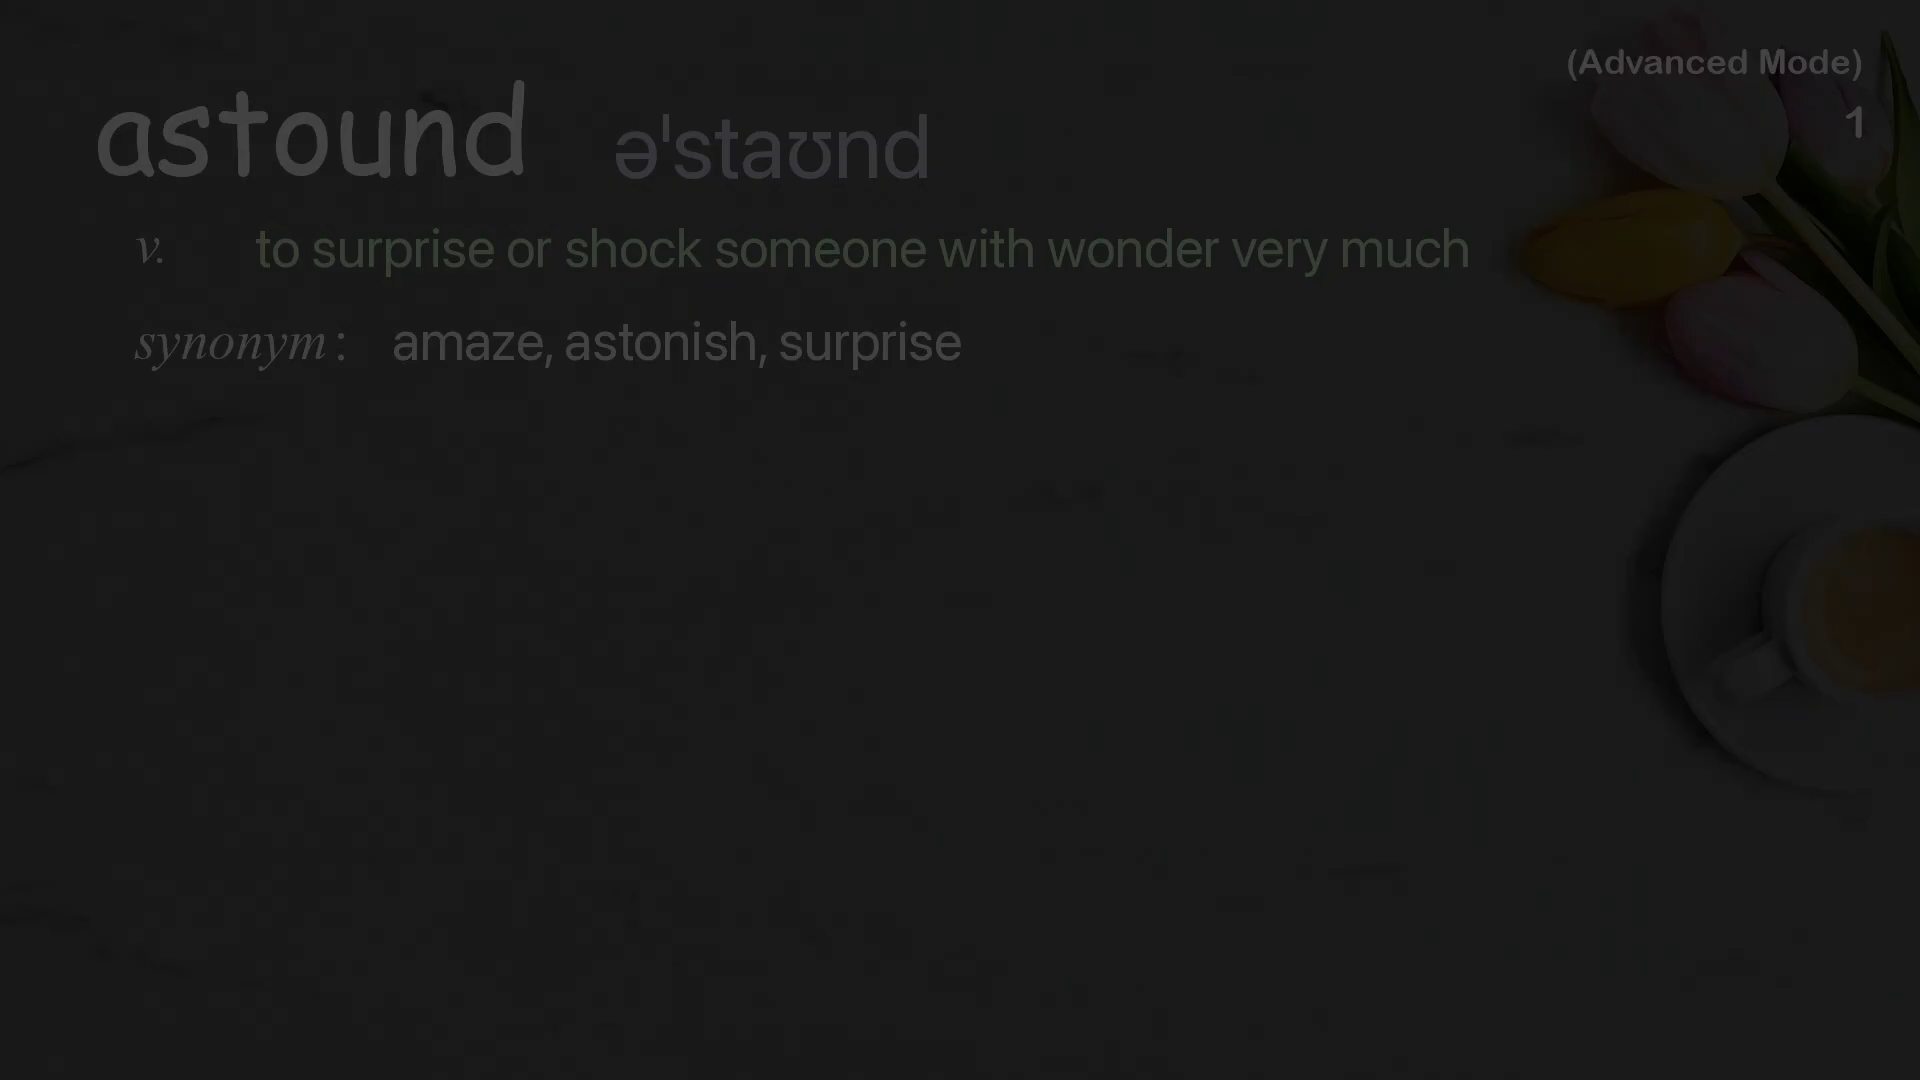 (Advanced Mode)
astound əˈstaʊnd
1
v. to surprise or shock someone with wonder very much
synonym : amaze, astonish, surprise